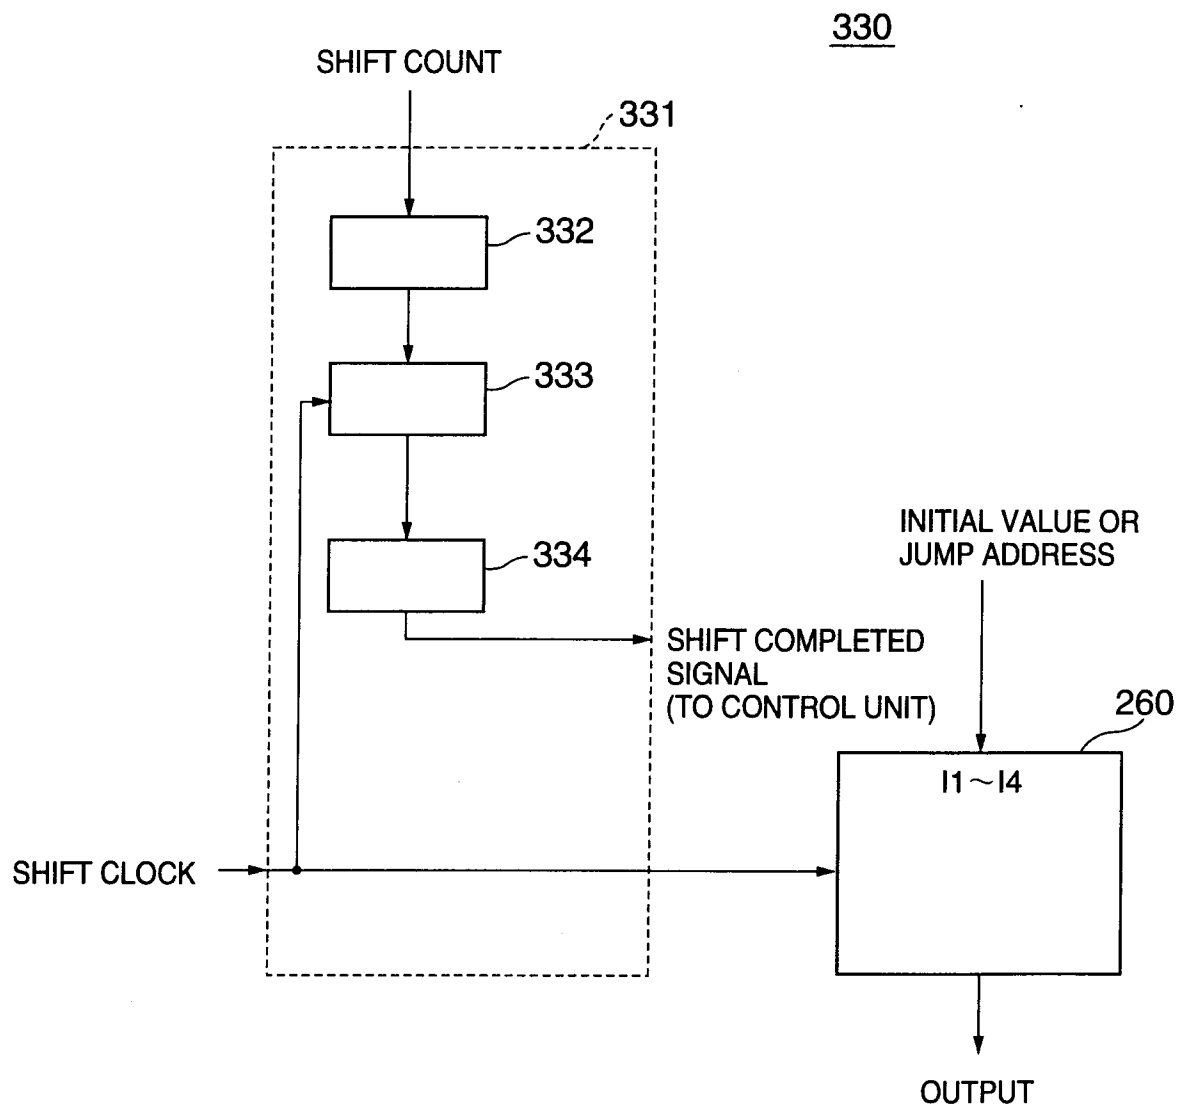 330
SHIFT COUNT
331
332
333
334
INITIAL VALUE OR
JUMP ADDRESS
SHIFT COMPLETED
SIGNAL
(TO CONTROL UNIT)
260
I1～I4
SHIFT CLOCK
OUTPUT